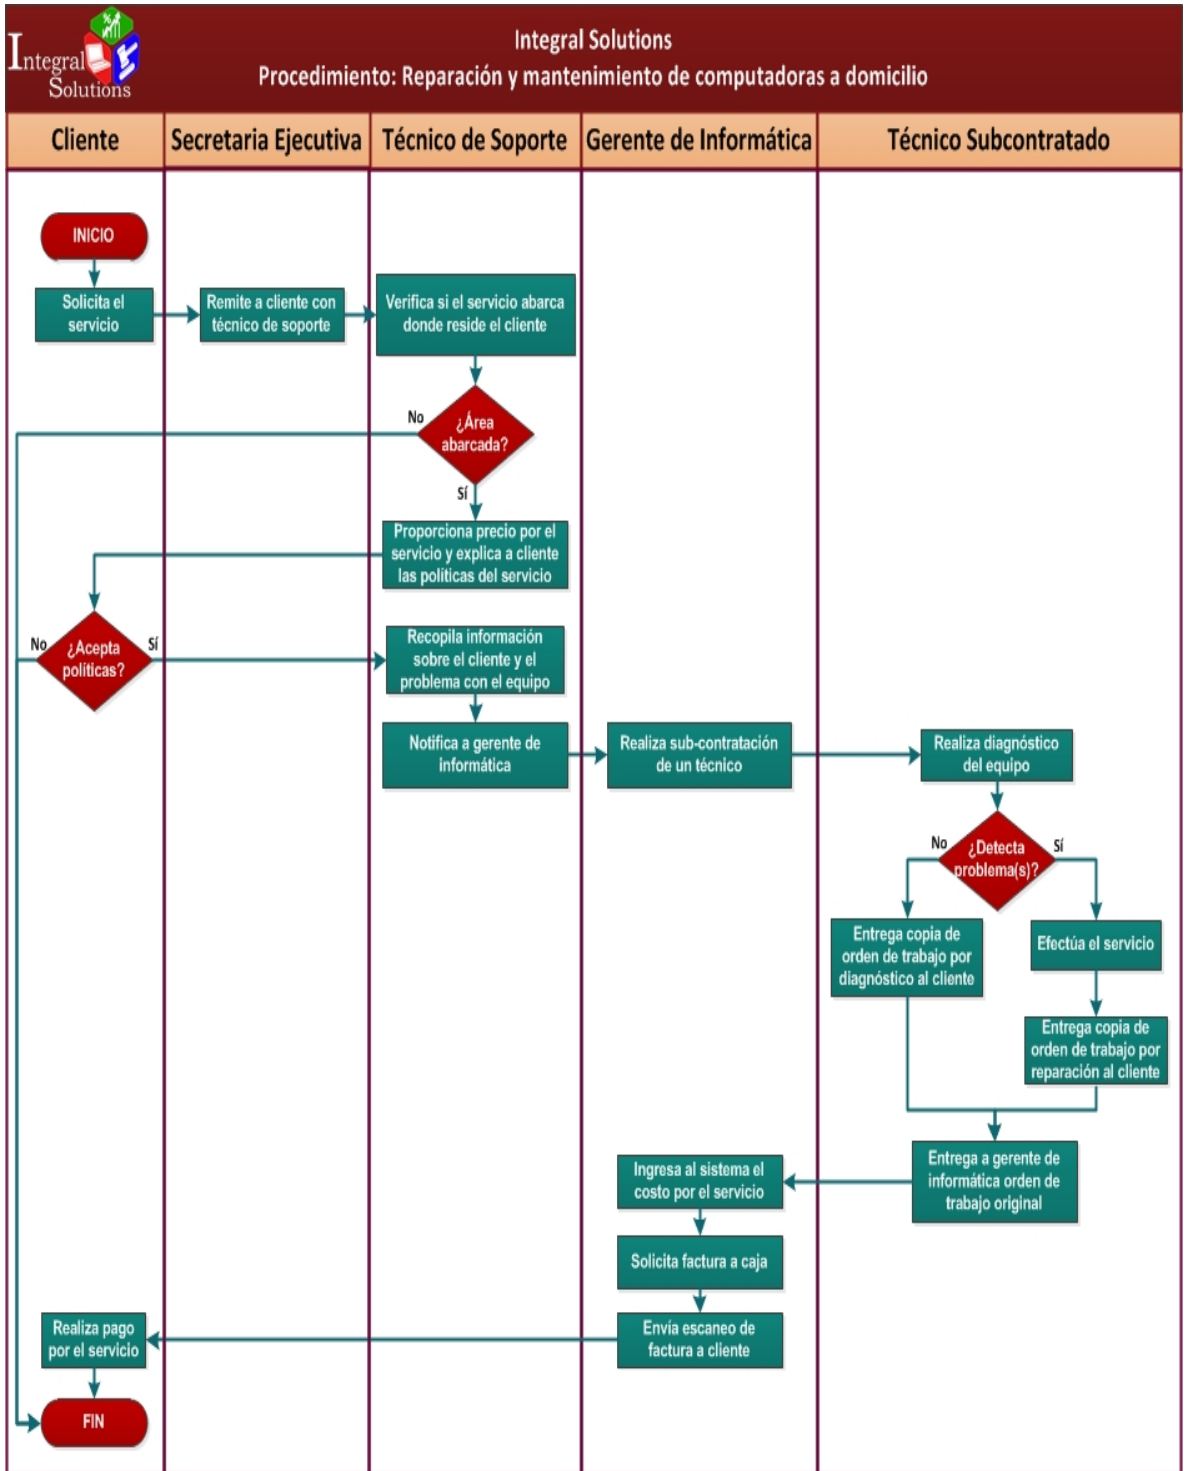 Integral
Solutions
Integral Solutions
Procedimiento: Reparación y mantenimiento de computadoras a domicilio
Cliente
Secretaria Ejecutiva
Técnico de Soporte
Gerente de Informática
Técnico Subcontratado
INICIO
Solicita el
servicio
Remite a cliente con
técnico de soporte
Verifica si el servicio abarca
donde reside el cliente
No
¿Área
abarcada?
Sí
Proporciona precio por el
servicio y explica a cliente
las políticas del servicio
No
¿Acepta
políticas?
Sí
Recopila información
sobre el cliente y el
problema con el equipo
Notifica a gerente de
informática
Realiza sub-contratación
de un técnico
Realiza diagnóstico
del equipo
No
¿Detecta
problema(s)?
Sí
Entrega copia de
orden de trabajo por
diagnóstico al cliente
Efectúa el servicio
Entrega copia de
orden de trabajo por
reparación al cliente
Entrega a gerente de
informática orden de
trabajo original
Ingresa al sistema el
costo por el servicio
Solicita factura a caja
Envía escaneo de
factura a cliente
Realiza pago
por el servicio
FIN